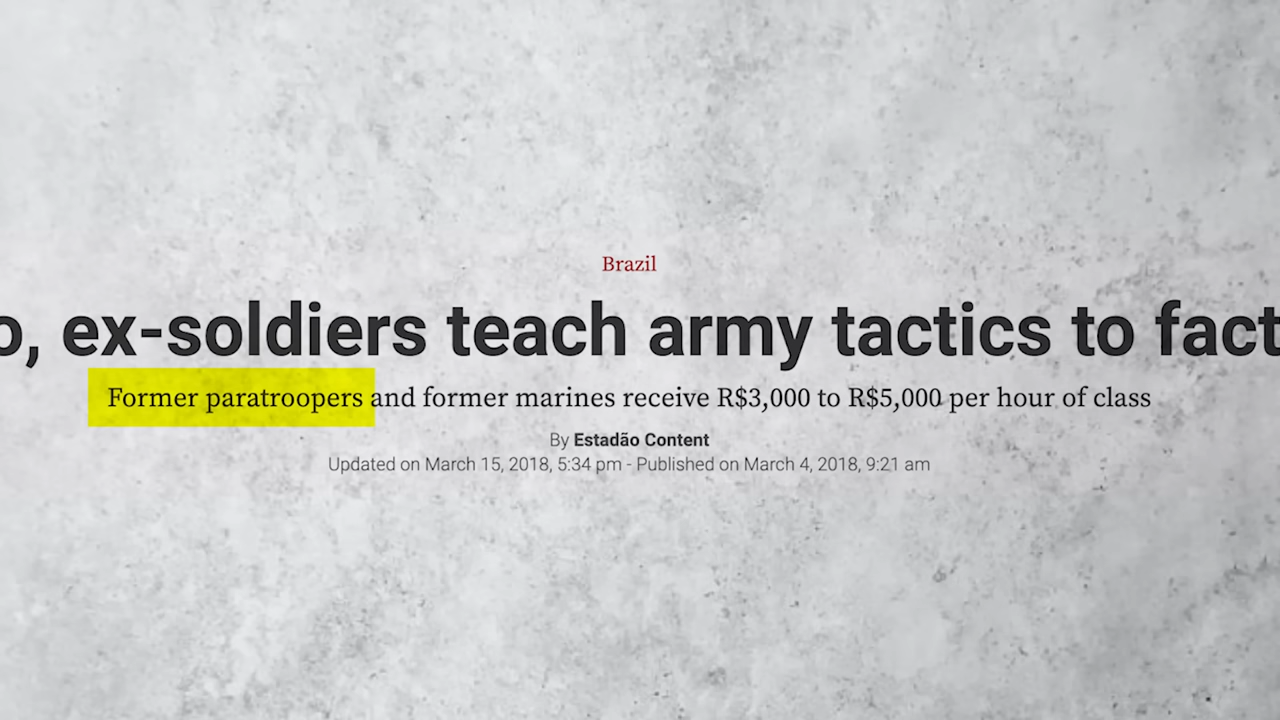 Brazil
o, ex-soldiers teach army tactics to fact
Former paratroopers and former marines receive R$3,000 to R$5,000 per hour of class
By Estadão Content
Updated on March 15, 2018, 5:34 pm - Published on March 4, 2018, 9:21 am